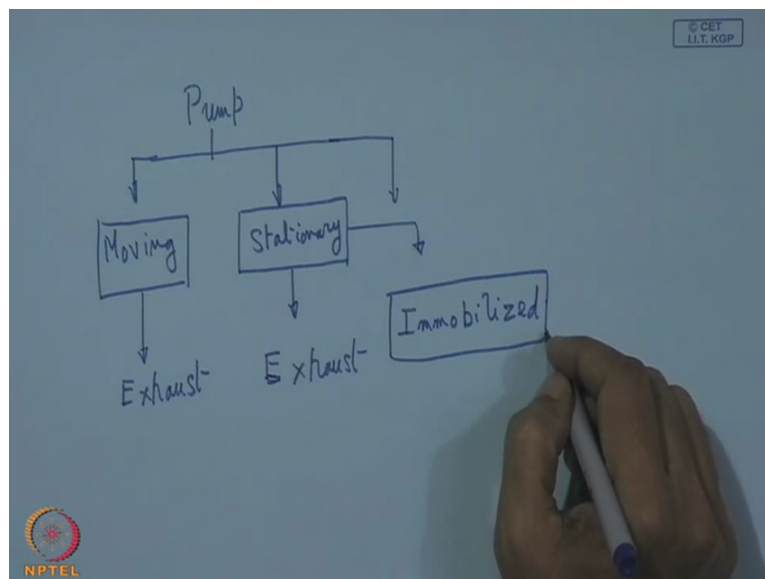 © CET
I.I.T. KGP
Pump
Moving
Stationary
Immobilized
Exhaust
Exhaust
NPTEL